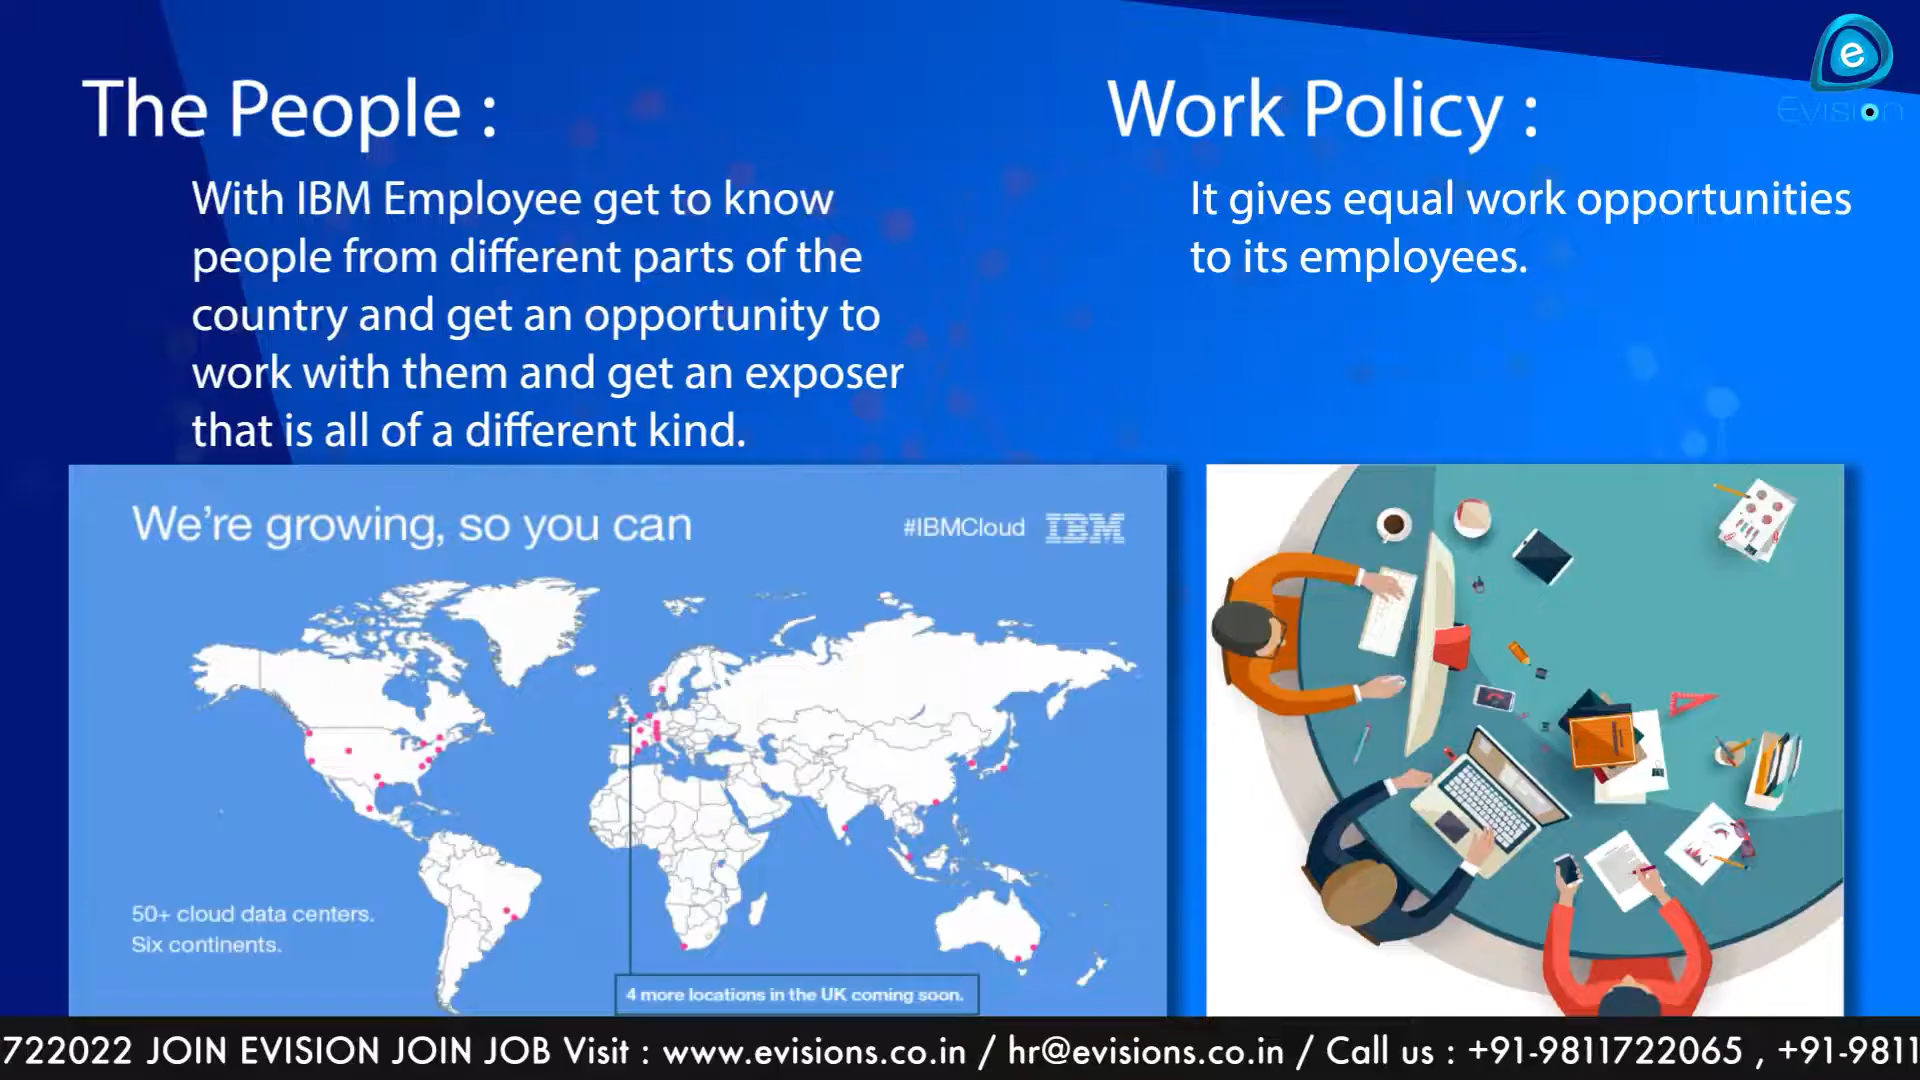 The People :
With IBM Employee get to know
people from different parts of the
country and get an opportunity to
work with them and get an exposer
that is all of a different kind.
Work Policy :
It gives equal work opportunities
to its employees.
e
Evision
We're growing, so you can
#IBMCloud IBM
50+ cloud data centers.
Six continents.
4 more locations in the UK coming soon.
722022 JOIN EVISION JOIN JOB Visit : www.evisions.co.in / hr@evisions.co.in / Call us : +91-9811722065 , +91-9811